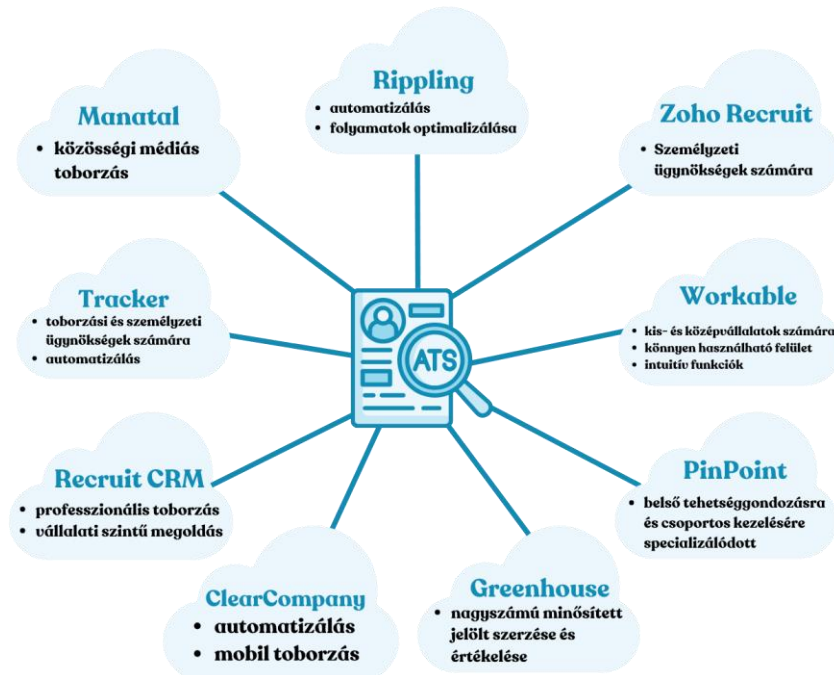 Rippling
• automatizálás
• folyamatok optimalizálása
Manatal
• közösségi médiás
toborzás
Zoho Recruit
• Személyzeti
ügynökségek számára
Tracker
• toborzási és személyzeti
ügynökségek számára
• automatizálás
ATS
Workable
• kis- és középvállalatok számára
• könnyen használható felület
• intuitív funkciók
Recruit CRM
• professzionális toborzás
• vállalati szintű megoldás
PinPoint
• belső tehetséggondozásra
és csoportos kezelésére
specializálódott
ClearCompany
• automatizálás
• mobil toborzás
Greenhouse
• nagyszámú minősített
jelölt szerzése és
értékelése